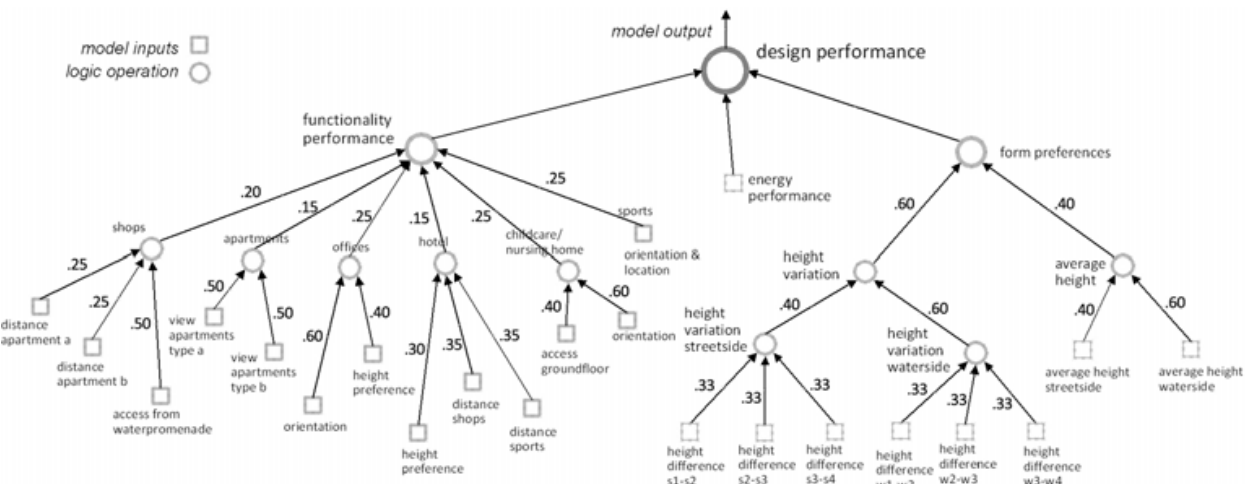 model output
model inputs
logic operation
design performance
functionality
performance
form preferences
energy
performance
.20
.15
.25
.15
.25
.25
.60
.40
shops
apartments
offices
hotel
childcare/
nursing home
sports
orientation &
location
height
variation
average
height
.25
.25
.50
.50
.50
.60
.40
.30
.35
.35
.40
.60
.40
.60
.40
.60
distance
apartment a
distance
apartment b
access from
waterpromenade
view
apartments
type a
view
apartments
type b
orientation
height
preference
height
preference
distance
shops
distance
sports
access
groundfloor
orientation
height
variation
streetside
height
variation
waterside
average height
streetside
average height
waterside
.33
.33
.33
.33
.33
.33
height
difference
s1-s2
height
difference
s2-s3
height
difference
s3-s4
height
difference
height
difference
w2-w3
height
difference
w3-w4